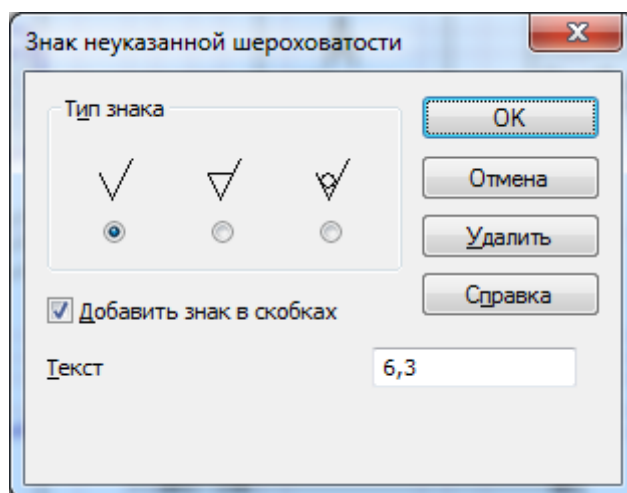 Знак неуказанной шероховатости
Тип знака
OK
Отмена
Удалить
Справка
Добавить знак в скобках
Текст
6,3